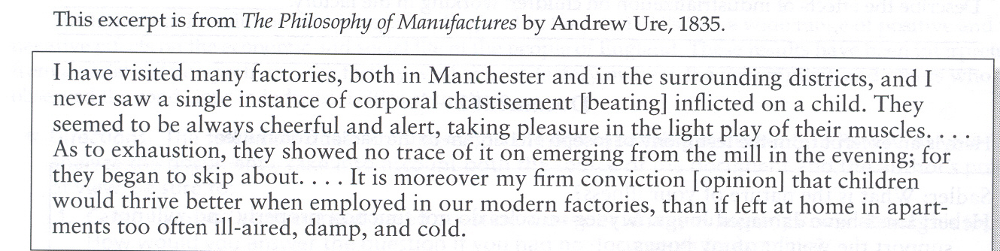 This excerpt is from The Philosophy of Manufactures by Andrew Ure, 1835.
I have visited many factories, both in Manchester and in the surrounding districts, and I
never saw a single instance of corporal chastisement [beating] inflicted on a child. They
seemed to be always cheerful and alert, taking pleasure in the light play of their muscles. . . .
As to exhaustion, they showed no trace of it on emerging from the mill in the evening; for
they began to skip about. . . . It is moreover my firm conviction [opinion] that children
would thrive better when employed in our modern factories, than if left at home in apart-
ments too often ill-aired, damp, and cold.